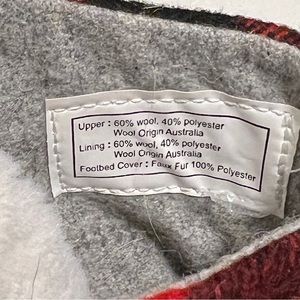 Upper : 60% wool, 40% polyester
Wool Origin Australia
Lining : 60% wool, 40% polyester
Wool Origin Australia
Footbed Cover : Faux Fur 100% Polyester